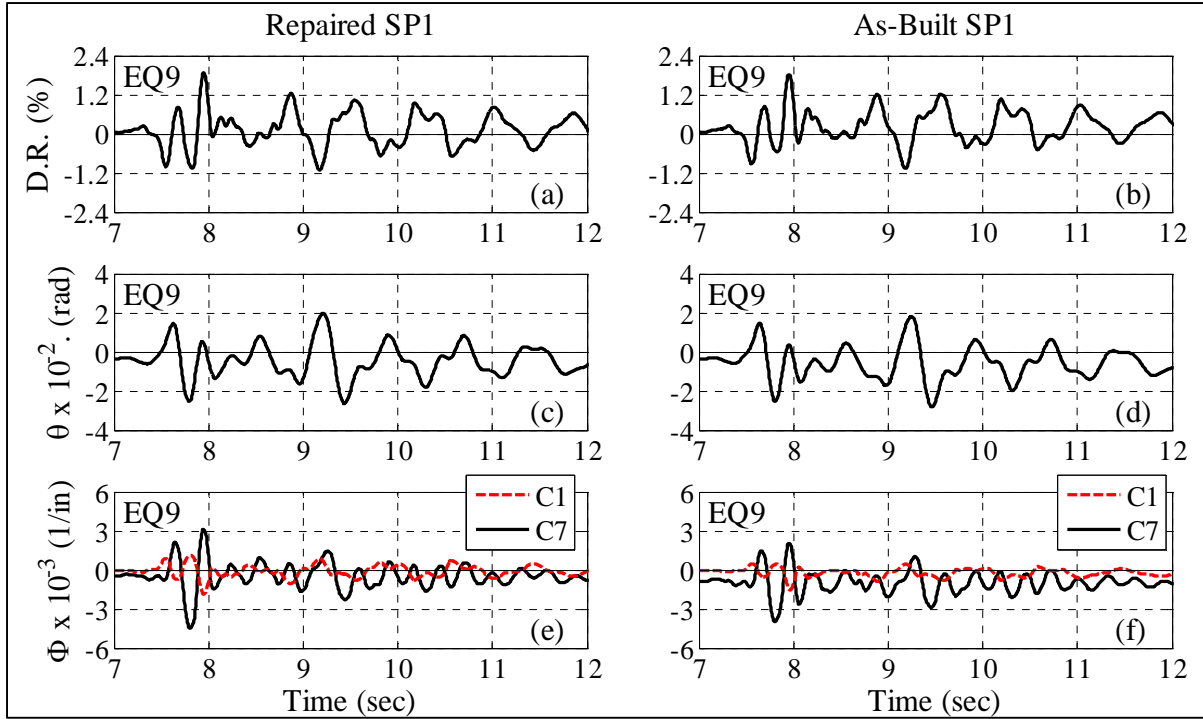 Repaired SP1
As-Built SP1
D.R. (%)
2.4
1.2
0
-1.2
-2.4
EQ9
(a)
7 8 9 10 11 12
2.4
1.2
0
-1.2
-2.4
EQ9
(b)
7 8 9 10 11 12
θ x 10⁻². (rad)
4
2
0
-2
-4
EQ9
(c)
7 8 9 10 11 12
4
2
0
-2
-4
EQ9
(d)
7 8 9 10 11 12
Φ x 10⁻³ (1/in)
6
3
0
-3
-6
EQ9
C1
C7
(e)
7 8 9 10 11 12
Time (sec)
6
3
0
-3
-6
EQ9
C1
C7
(f)
7 8 9 10 11 12
Time (sec)